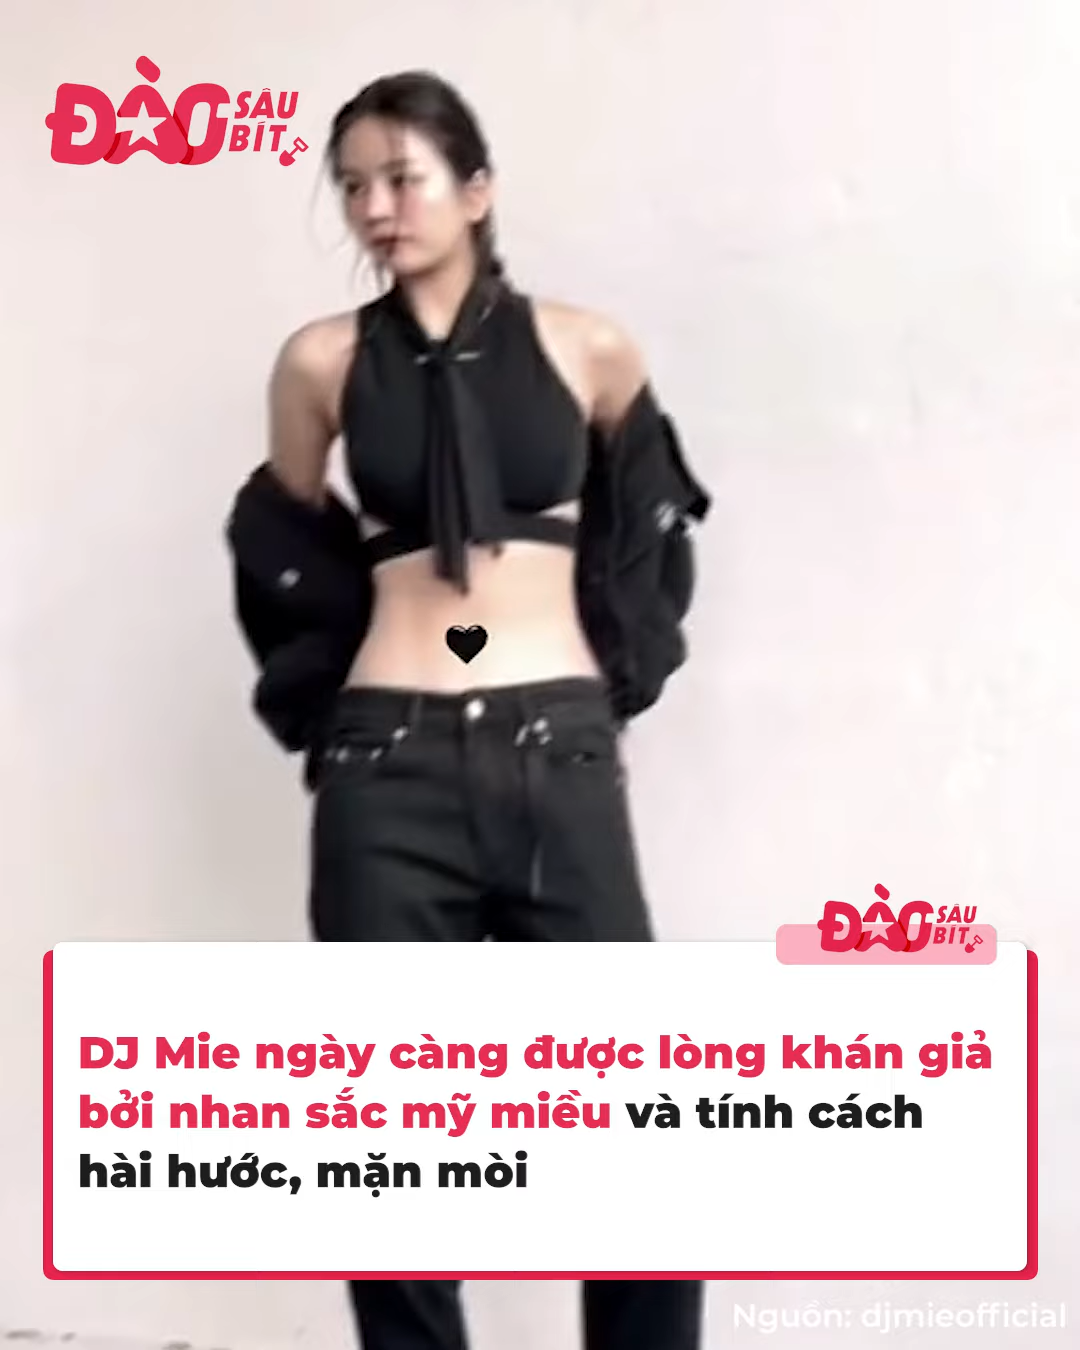 ĐÀO SÂU BÍT
ĐÀO SÂU BÍT
DJ Mie ngày càng được lòng khán giả
bởi nhan sắc mỹ miều và tính cách
hài hước, mặn mòi
Nguồn: djmieofficial